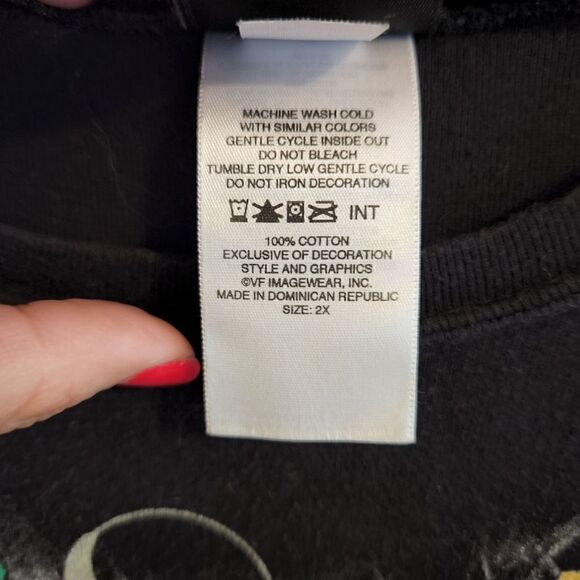 MACHINE WASH COLD
WITH SIMILAR COLORS
GENTLE CYCLE INSIDE OUT
DO NOT BLEACH
TUMBLE DRY LOW GENTLE CYCLE
DO NOT IRON DECORATION
INT
100% COTTON
EXCLUSIVE OF DECORATION
STYLE AND GRAPHICS
©VF IMAGEWEAR, INC.
MADE IN DOMINICAN REPUBLIC
SIZE: 2X